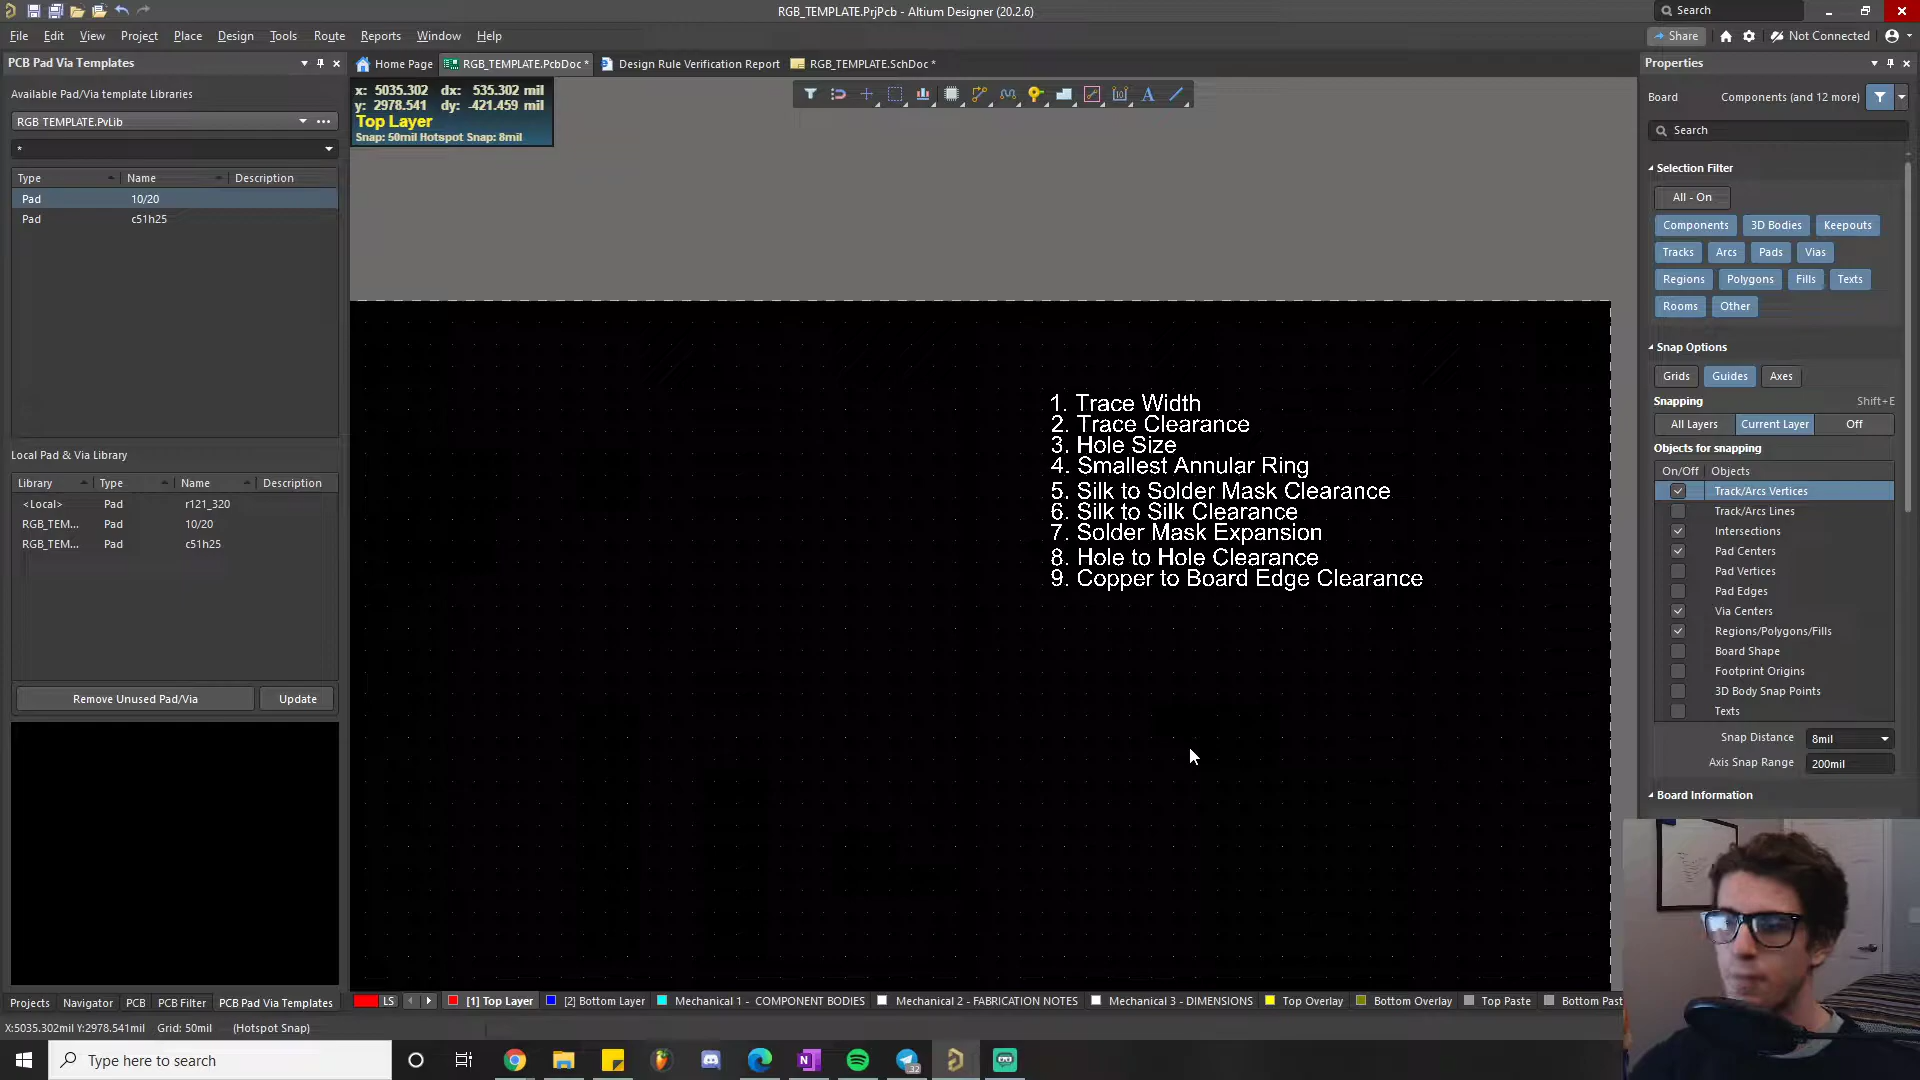 RGB_TEMPLATE.PrjPcb - Altium Designer (20.2.6)
Search
File Edit View Project Place Design Tools Route Reports Window Help
Share
Not Connected
PCB Pad Via Templates
Home Page
RGB_TEMPLATE.PcbDoc *
Design Rule Verification Report
RGB_TEMPLATE.SchDoc *
Properties
Available Pad/Via template Libraries
RGB TEMPLATE.PvLib
*
Type Name Description
Pad 10/20
Pad c51h25
Local Pad & Via Library
Library Type Name Description
<Local> Pad r121_320
RGB_TEM... Pad 10/20
RGB_TEM... Pad c51h25
Remove Unused Pad/Via
Update
Projects Navigator PCB PCB Filter PCB Pad Via Templates
x: 5035.302 dx: 535.302 mil
y: 2978.541 dy: -421.459 mil
Top Layer
Snap: 50mil Hotspot Snap: 8mil
1. Trace Width
2. Trace Clearance
3. Hole Size
4. Smallest Annular Ring
5. Silk to Solder Mask Clearance
6. Silk to Silk Clearance
7. Solder Mask Expansion
8. Hole to Hole Clearance
9. Copper to Board Edge Clearance
Board Components (and 12 more)
Search
Selection Filter
All - On
Components 3D Bodies Keepouts
Tracks Arcs Pads Vias
Regions Polygons Fills Texts
Rooms Other
Snap Options
Grids Guides Axes
Snapping Shift+E
All Layers Current Layer Off
Objects for snapping
On/Off Objects
Track/Arcs Vertices
Track/Arcs Lines
Intersections
Pad Centers
Pad Vertices
Pad Edges
Via Centers
Regions/Polygons/Fills
Board Shape
Footprint Origins
3D Body Snap Points
Texts
Snap Distance 8mil
Axis Snap Range 200mil
Board Information
LS [1] Top Layer [2] Bottom Layer Mechanical 1 - COMPONENT BODIES Mechanical 2 - FABRICATION NOTES Mechanical 3 - DIMENSIONS Top Overlay Bottom Overlay Top Paste Bottom Past
X:5035.302mil Y:2978.541mil Grid: 50mil (Hotspot Snap)
Type here to search
32